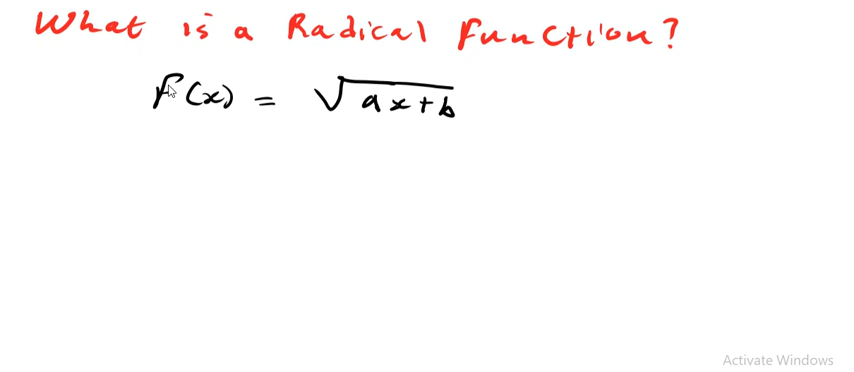 What is a Radical Function?
F(x) = √(ax+b)
Activate Windows